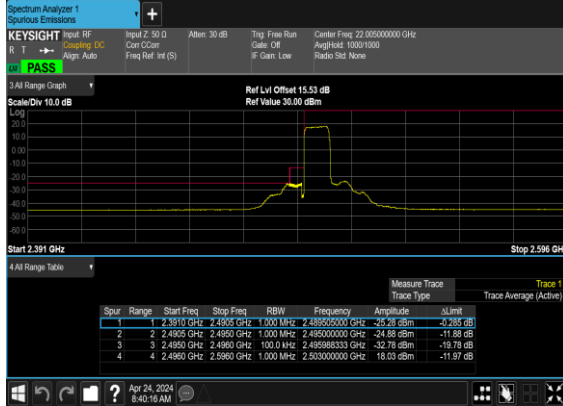 Spectrum Analyzer 1
Spurious Emissions
+
KEYSIGHT Input: RF Input Z: 50 Ω Atten: 30 dB Trig: Free Run Center Freq: 22.005000000 GHz
R T Coupling: DC Corr CCorr Gate: Off Avg|Hold: 1000/1000
Align: Auto Freq Ref: Int (S) IF Gain: Low Radio Std: None
PASS
3 All Range Graph
Ref Lvl Offset 15.53 dB
Scale/Div 10.0 dB Ref Value 30.00 dBm
Log
20.0
10.0
0.00
-10.0
-20.0
-30.0
-40.0
-50.0
-60.0
Start 2.391 GHz Stop 2.596 GH
4 All Range Table
Measure Trace Trace 1
Trace Type Trace Average (Active)
Spur Range Start Freq Stop Freq RBW Frequency Amplitude ΔLimit
1 1 2.3910 GHz 2.4905 GHz 1.000 MHz 2.489505000 GHz -25.28 dBm -0.285 dB
2 2 2.4905 GHz 2.4950 GHz 1.000 MHz 2.495000000 GHz -24.88 dBm -11.88 dB
3 3 2.4950 GHz 2.4960 GHz 100.0 kHz 2.495988333 GHz -32.78 dBm -19.78 dB
4 4 2.4960 GHz 2.5960 GHz 1.000 MHz 2.503000000 GHz 18.03 dBm -11.97 dB
? Apr 24, 2024
8:40:16 AM